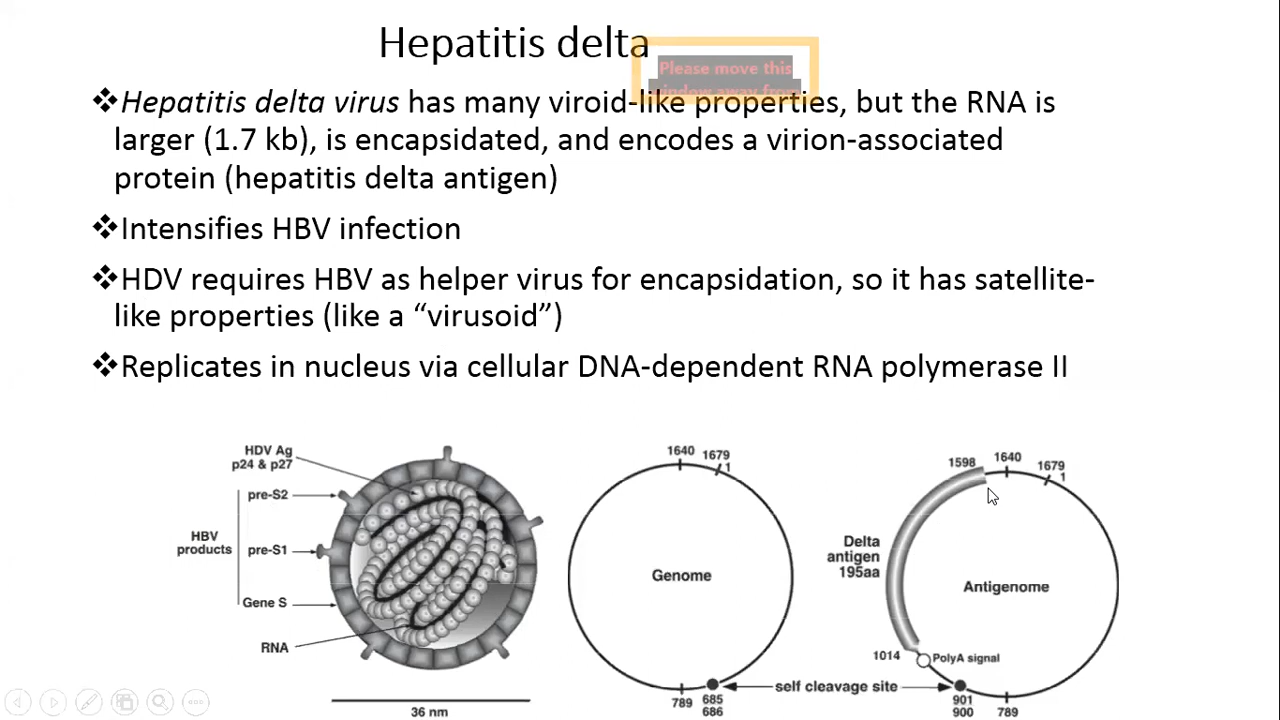 Hepatitis delta
Please move this
window away from
❖Hepatitis delta virus has many viroid-like properties, but the RNA is
larger (1.7 kb), is encapsidated, and encodes a virion-associated
protein (hepatitis delta antigen)
❖Intensifies HBV infection
❖HDV requires HBV as helper virus for encapsidation, so it has satellite-
like properties (like a “virusoid”)
❖Replicates in nucleus via cellular DNA-dependent RNA polymerase II
HDV Ag
p24 & p27
pre-S2
HBV
products
pre-S1
Gene S
RNA
36 nm
1640
1679
1
Genome
789
685
686
self cleavage site
1598
1640
1679
1
Delta
antigen
195aa
Antigenome
1014
PolyA signal
901
900
789